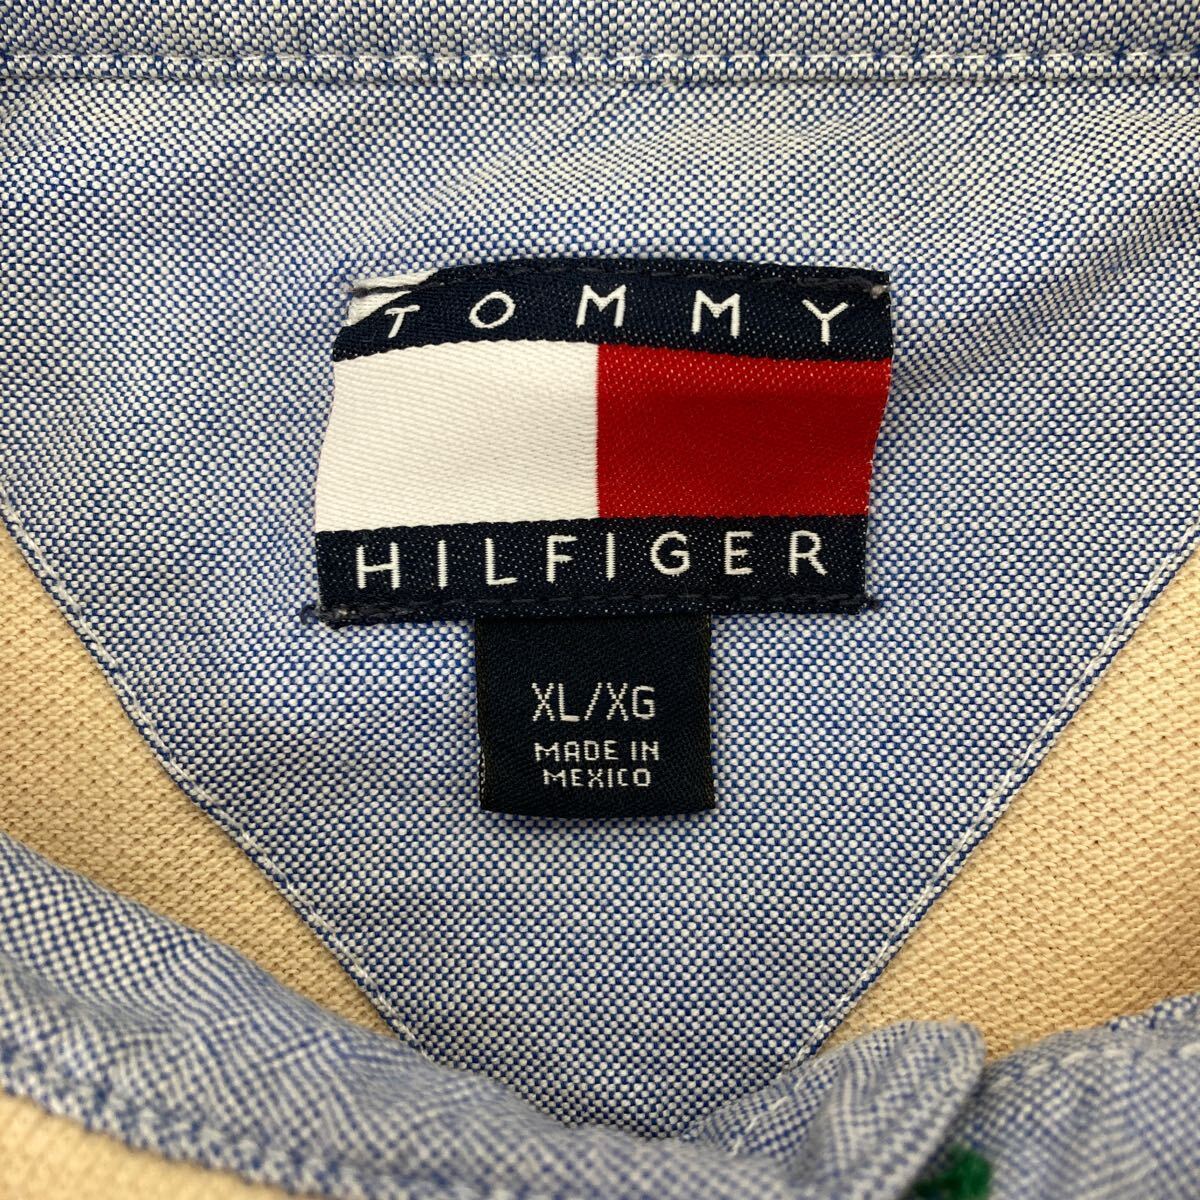 TOMMY
HILFIGER
XL/XG
MADE IN
MEXICO